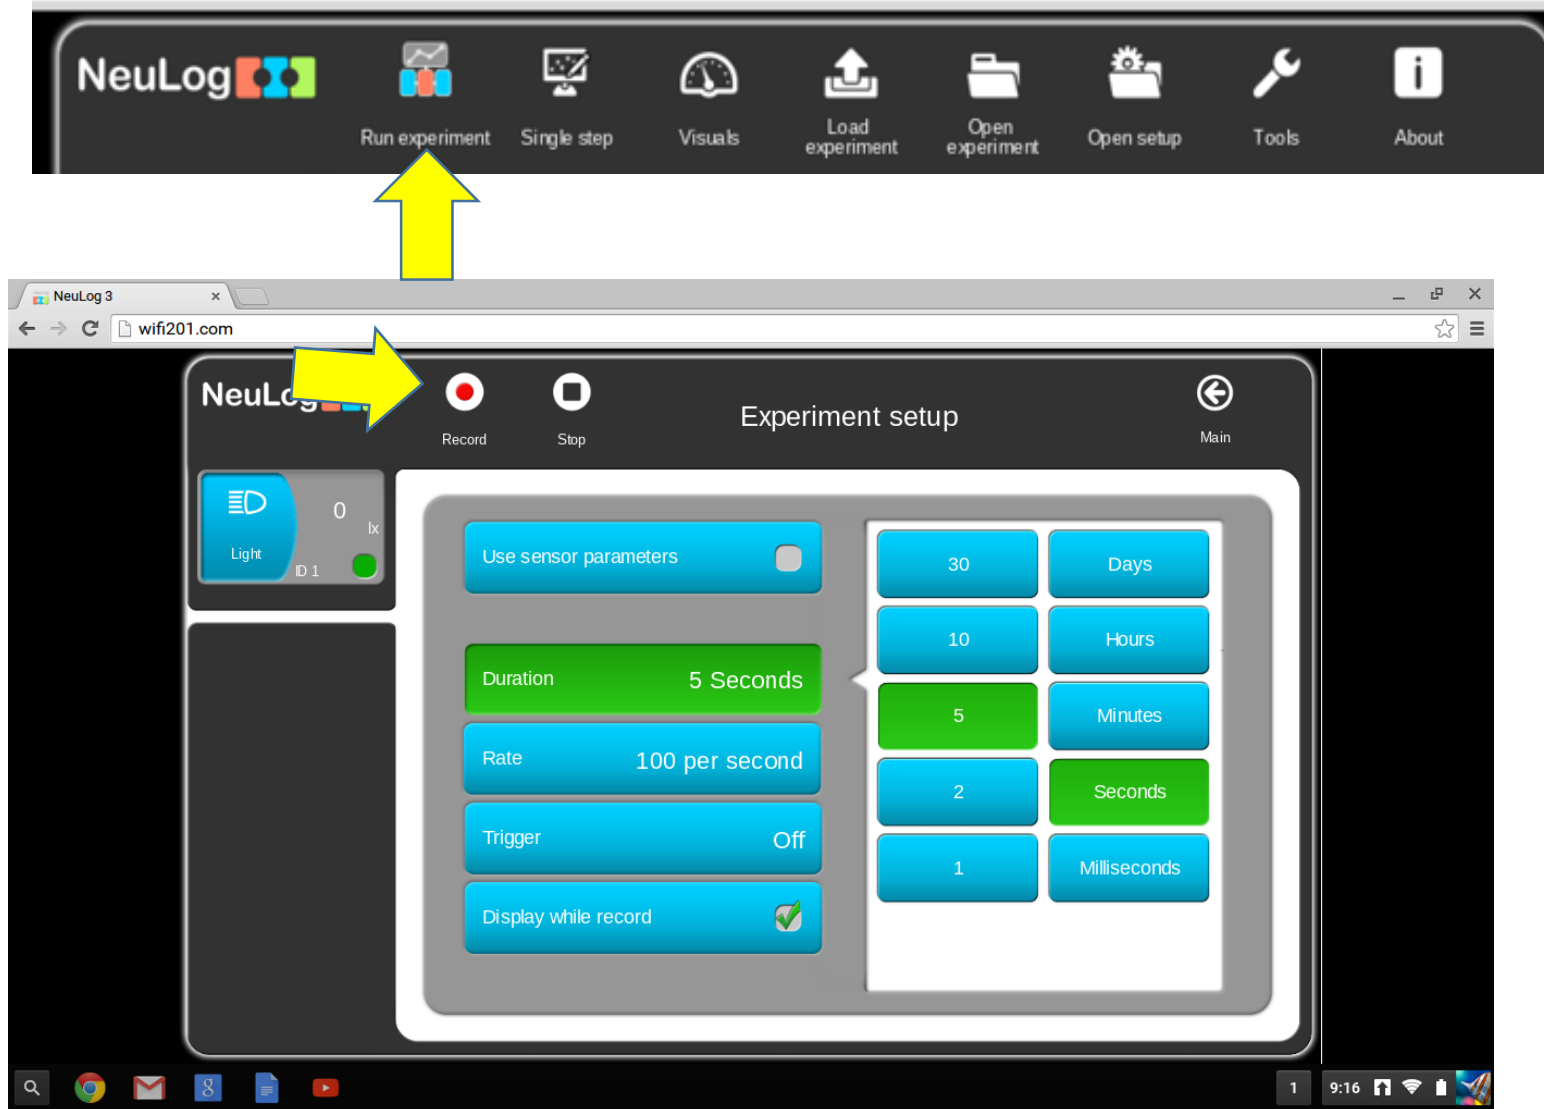 NeuLog
Run experiment
Single step
Visuals
Load
experiment
Open
experiment
Open setup
Tools
i
About
NeuLog 3
wifi201.com
Record
Stop
Experiment setup
Main
Light
0
lx
ID 1
Use sensor parameters
Duration 5 Seconds
Rate 100 per second
Trigger Off
Display while record
30 Days
10 Hours
5 Minutes
2 Seconds
1 Milliseconds
8
1
9:16